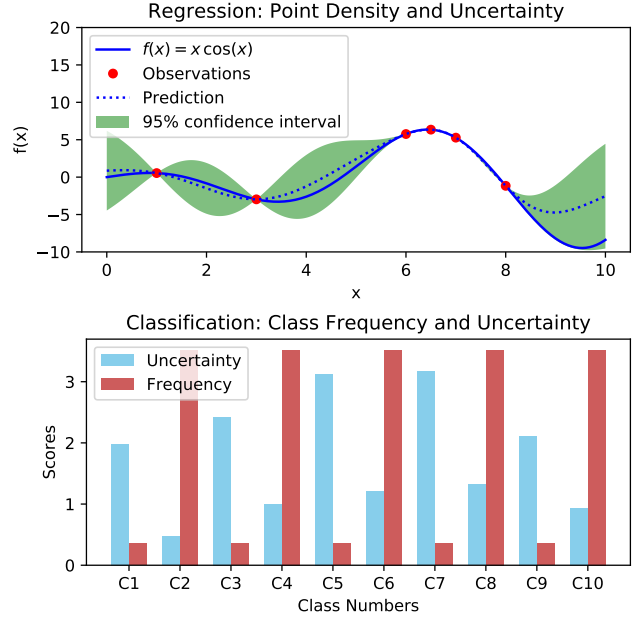 Regression: Point Density and Uncertainty
20
15
10
5
0
−5
−10
f(x)
f(x) = x cos(x)
Observations
Prediction
95% confidence interval
0 2 4 6 8 10
x
Classification: Class Frequency and Uncertainty
3
2
1
0
Scores
Uncertainty
Frequency
C1 C2 C3 C4 C5 C6 C7 C8 C9 C10
Class Numbers